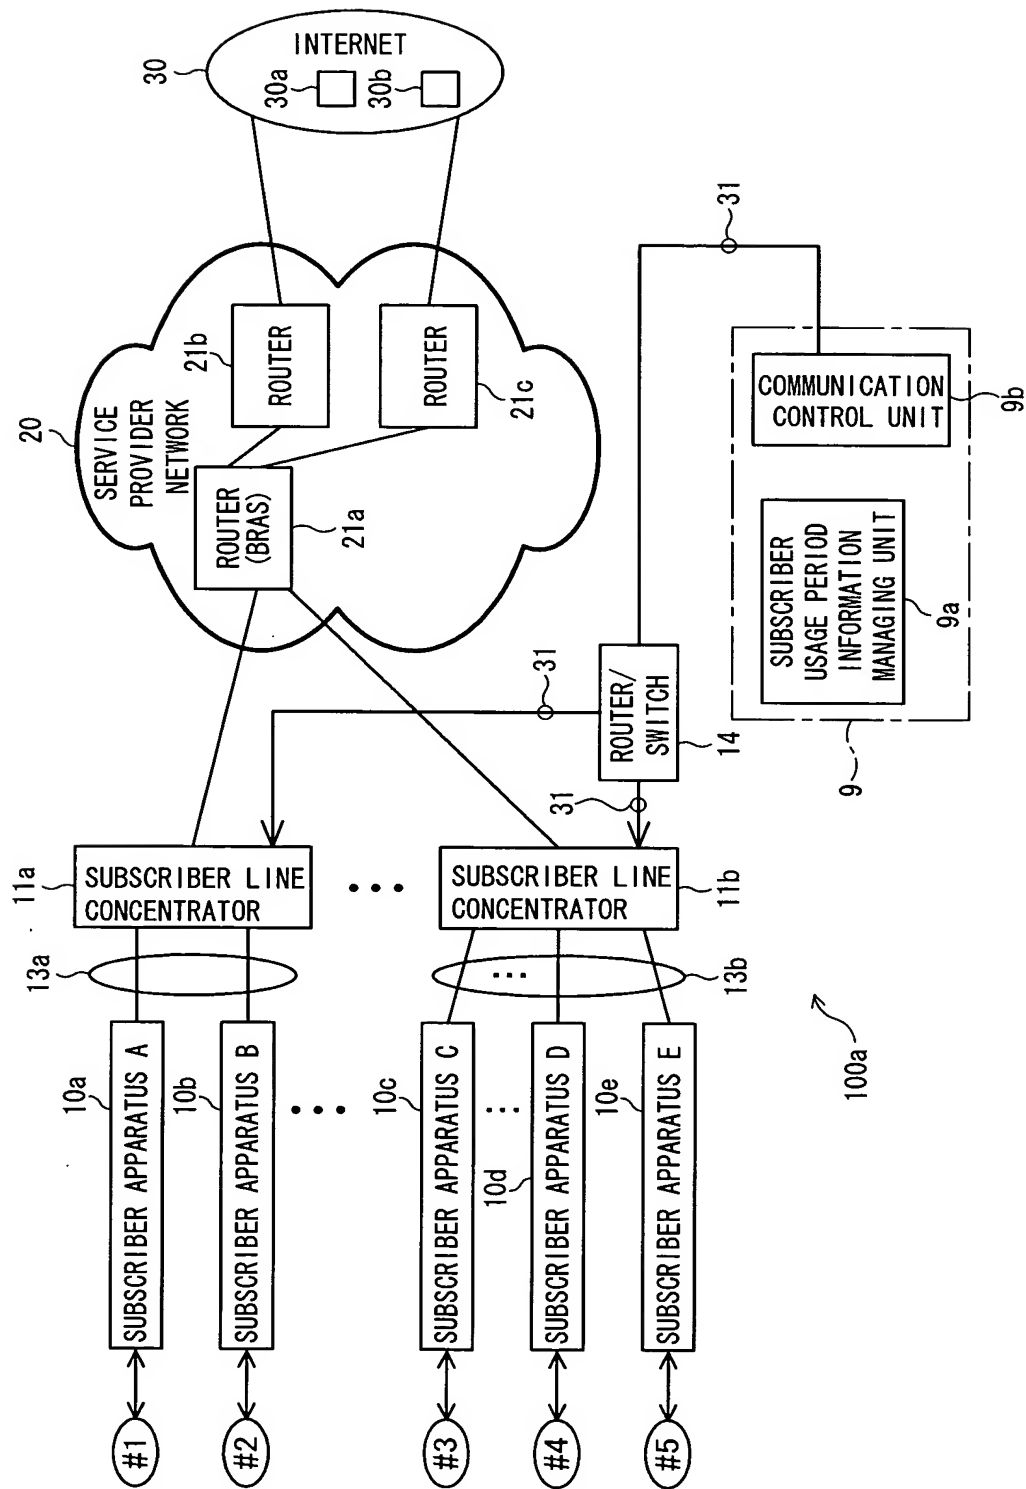 30
INTERNET
30a
30b
20
SERVICE
PROVIDER
NETWORK
21b
ROUTER
ROUTER
21c
ROUTER
(BRAS)
21a
31
COMMUNICATION
CONTROL UNIT
9b
SUBSCRIBER
USAGE PERIOD
INFORMATION
MANAGING UNIT
9a
9
31
ROUTER/
SWITCH
14
31
11a
SUBSCRIBER LINE
CONCENTRATOR
SUBSCRIBER LINE
CONCENTRATOR
11b
13a
13b
100a
10a
SUBSCRIBER APPARATUS A
10b
SUBSCRIBER APPARATUS B
10c
SUBSCRIBER APPARATUS C
10d
SUBSCRIBER APPARATUS D
10e
SUBSCRIBER APPARATUS E
#1
#2
#3
#4
#5